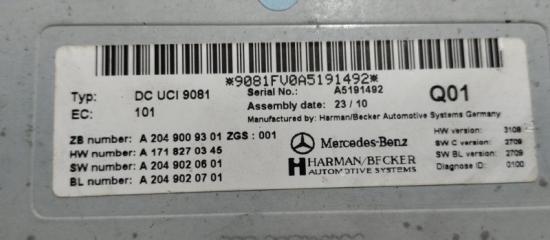 *9081FV0A5191492*
Typ: DC UCI 9081 Serial No.: A5191492 Q01
EC: 101 Assembly date: 23 / 10
Manufactured by: Harman/Becker Automotive Systems Germany
ZB number: A 204 900 93 01 ZGS : 001 Mercedes-Benz HW version: 3108
HW number: A 171 827 03 45 SW C version: 2709
SW number: A 204 902 06 01 HARMAN/BECKER SW BL version: 2709
BL number: A 204 902 07 01 AUTOMOTIVE SYSTEMS Diagnose ID: 0100